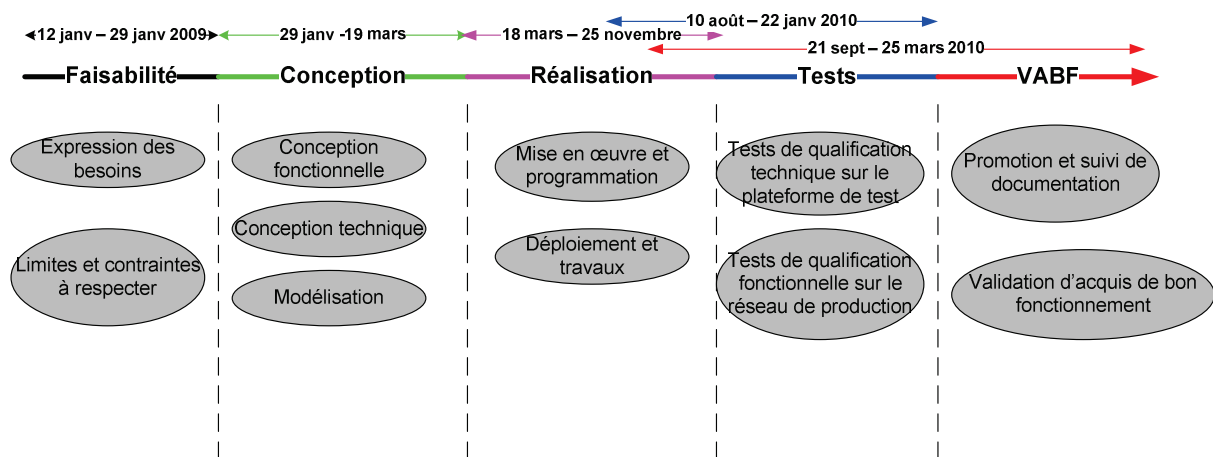 10 août – 22 janv 2010
12 janv – 29 janv 2009
29 janv -19 mars
18 mars – 25 novembre
21 sept – 25 mars 2010
Faisabilité
Conception
Réalisation
Tests
VABF
Expression des
besoins
Limites et contraintes
à respecter
Conception
fonctionnelle
Conception technique
Modélisation
Mise en œuvre et
programmation
Déploiement et
travaux
Tests de qualification
technique sur le
plateforme de test
Tests de qualification
fonctionnelle sur le
réseau de production
Promotion et suivi de
documentation
Validation d’acquis de bon
fonctionnement